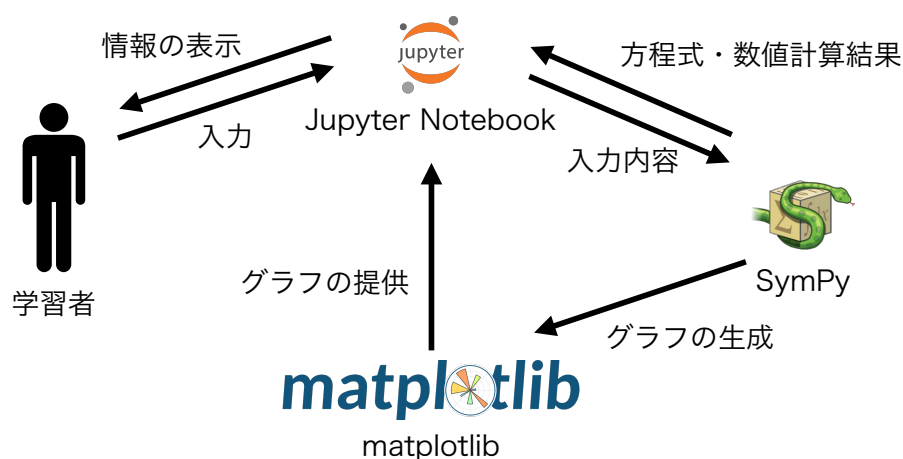 情報の表示
jupyter
方程式・数値計算結果
Jupyter Notebook
入力
入力内容
グラフの提供
SymPy
学習者
グラフの生成
matplotlib
matplotlib